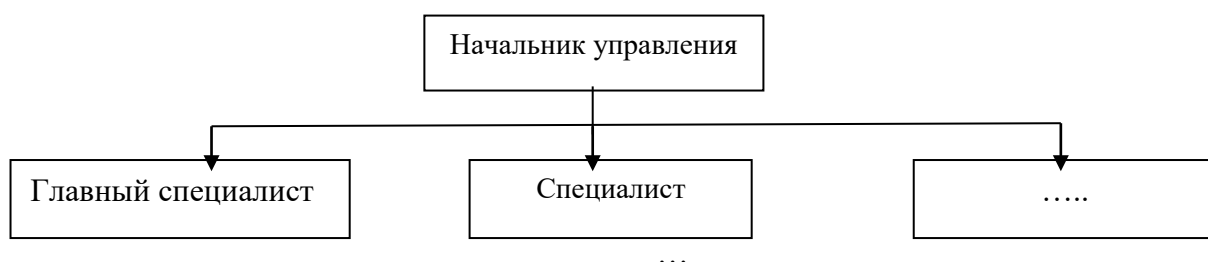 Начальник управления
Главный специалист
Специалист
…..
…